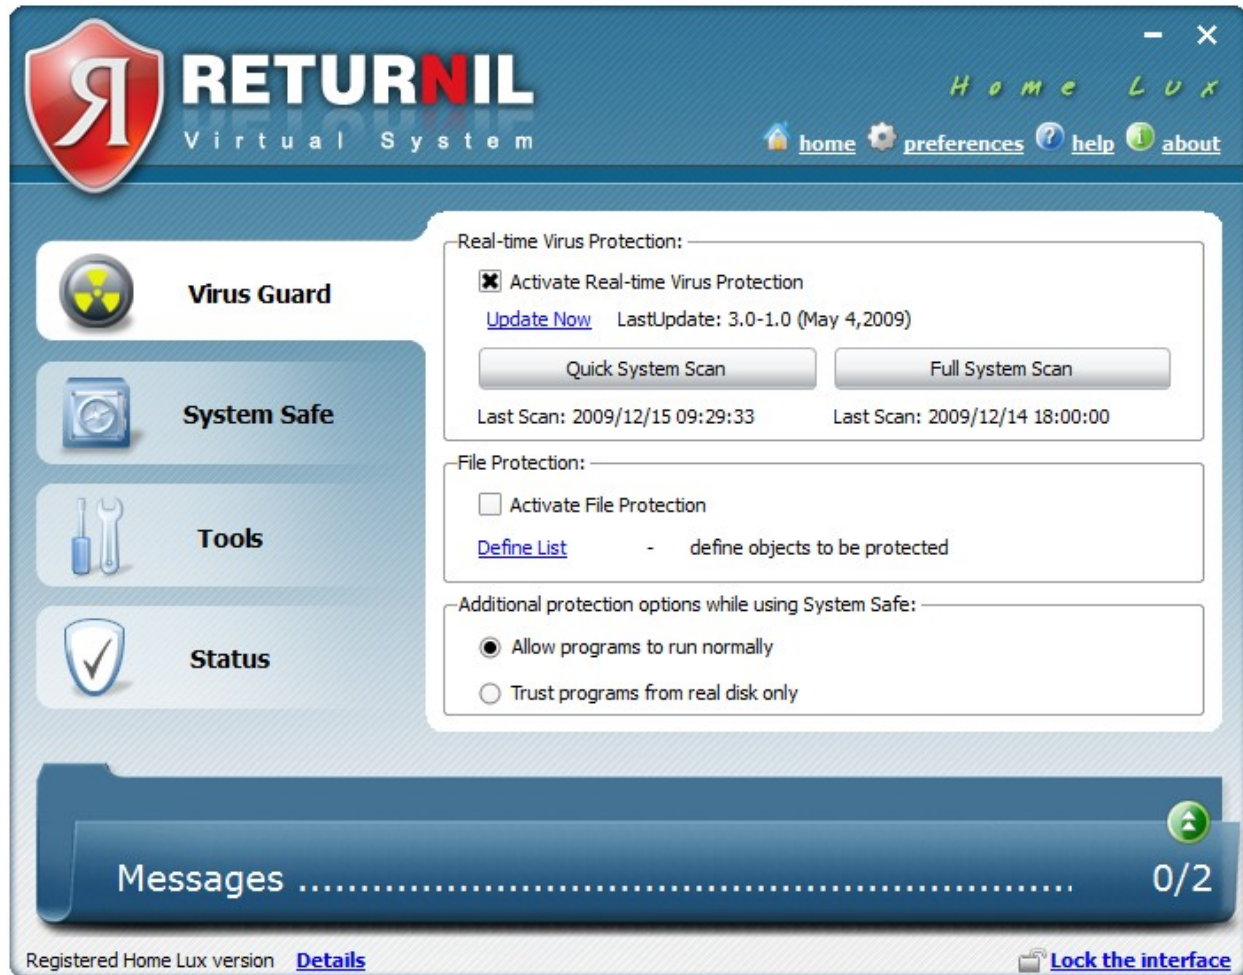 RETURNIL
Virtual System
Home Lux
home preferences help about
Virus Guard
System Safe
Tools
Status
Real-time Virus Protection:
Activate Real-time Virus Protection
Update Now LastUpdate: 3.0-1.0 (May 4,2009)
Quick System Scan Full System Scan
Last Scan: 2009/12/15 09:29:33 Last Scan: 2009/12/14 18:00:00
File Protection:
Activate File Protection
Define List - define objects to be protected
Additional protection options while using System Safe:
Allow programs to run normally
Trust programs from real disk only
Messages ................................................................ 0/2
Registered Home Lux version Details Lock the interface